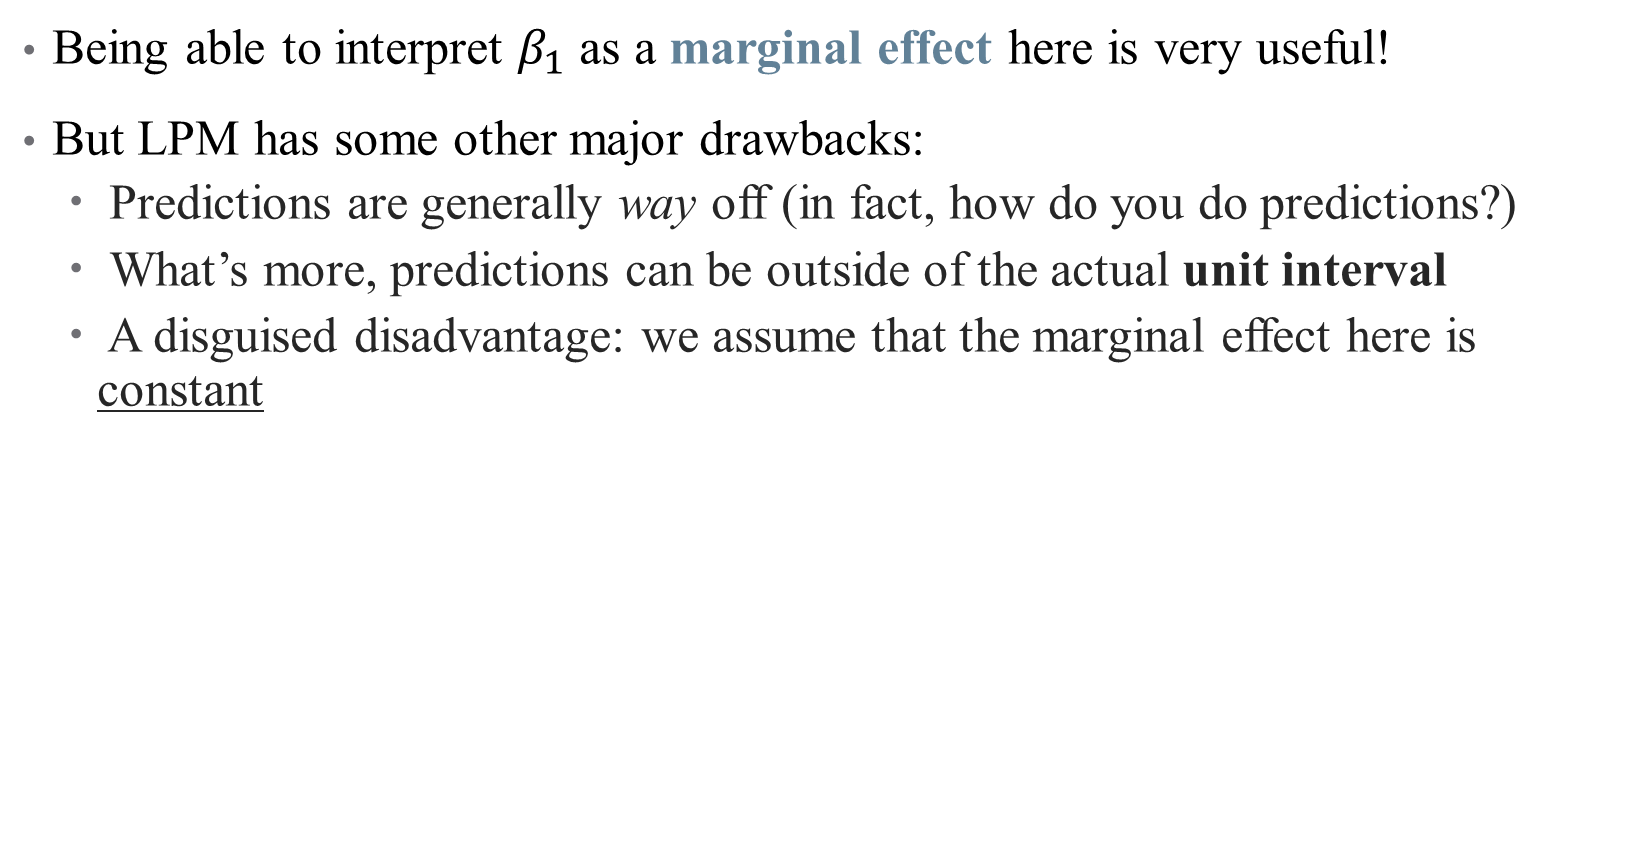 • Being able to interpret β₁ as a marginal effect here is very useful!
• But LPM has some other major drawbacks:
• Predictions are generally way off (in fact, how do you do predictions?)
• What’s more, predictions can be outside of the actual unit interval
• A disguised disadvantage: we assume that the marginal effect here is
constant